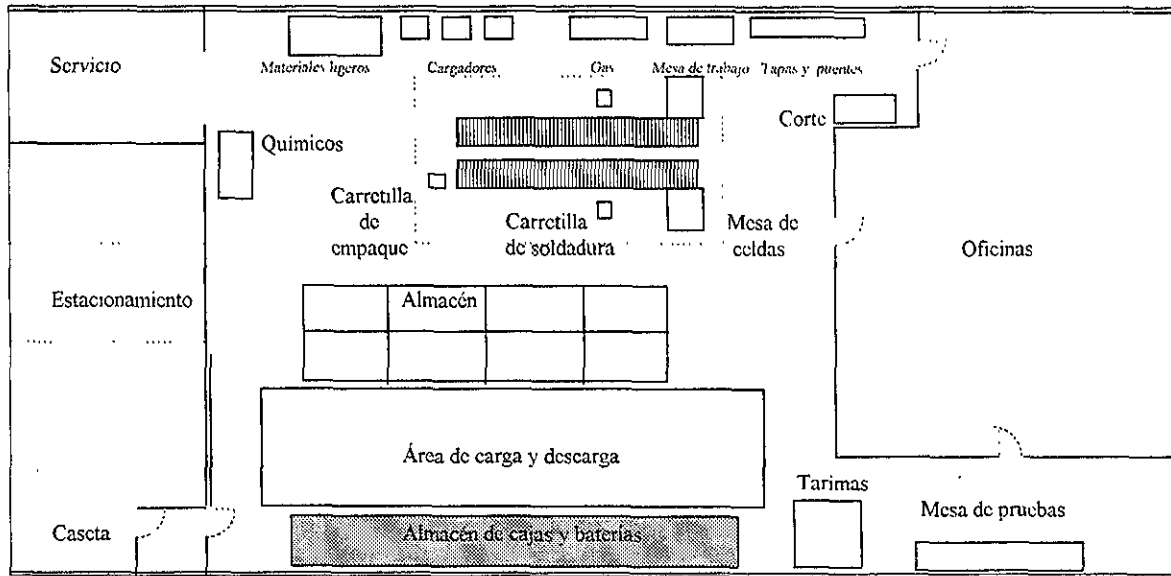 Servicio
Materiales ligeros
Cargadores
Gas
Mesa de trabajo
Tapas y puentes
Corte
Químicos
Carretilla
de
empaque
Carretilla
de soldadura
Mesa de
celdas
Oficinas
Estacionamiento
Almacén
Área de carga y descarga
Tarimas
Mesa de pruebas
Caseta
Almacén de cajas y baterías